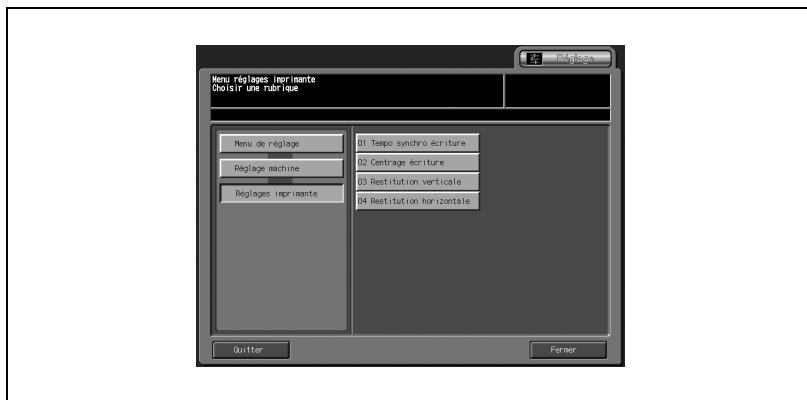 Réglage
Menu réglages imprimante
Choisir une rubrique
Menu de réglage
Réglage machine
Réglages imprimante
01 Tempo synchro écriture
02 Centrage écriture
03 Restitution verticale
04 Restitution horizontale
Quitter
Fermer